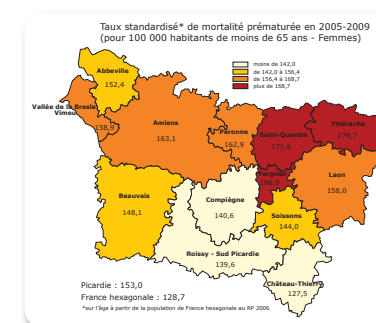 Taux standardisé* de mortalité prématurée en 2005-2009
(pour 100 000 habitants de moins de 65 ans - Femmes)
moins de 142,0
de 142,0 à 156,4
de 156,4 à 168,7
plus de 168,7
Abbeville
152,4
Vallée de la Bresle
Vimeu
158,9
Amiens
163,1
Péronne
162,9
Saint-Quentin
171,6
Thiérache
179,7
Tergnier
Laon
158,0
Beauvais
148,1
Compiègne
140,6
Soissons
144,0
Roissy - Sud Picardie
139,6
Château-Thierry
127,5
Picardie : 153,0
France hexagonale : 128,7
*sur l'âge à partir de la population de France hexagonale au RP 2006